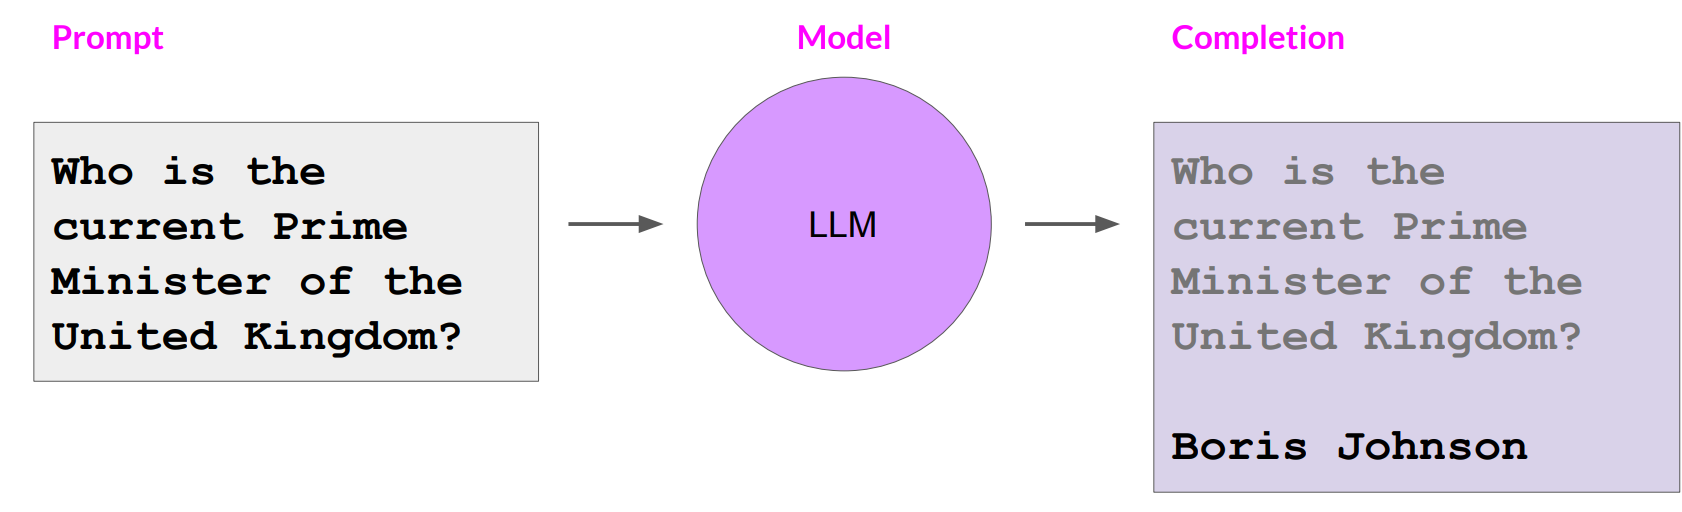 Prompt
Model
Completion
Who is the
current Prime
Minister of the
United Kingdom?
LLM
Who is the
current Prime
Minister of the
United Kingdom?
Boris Johnson